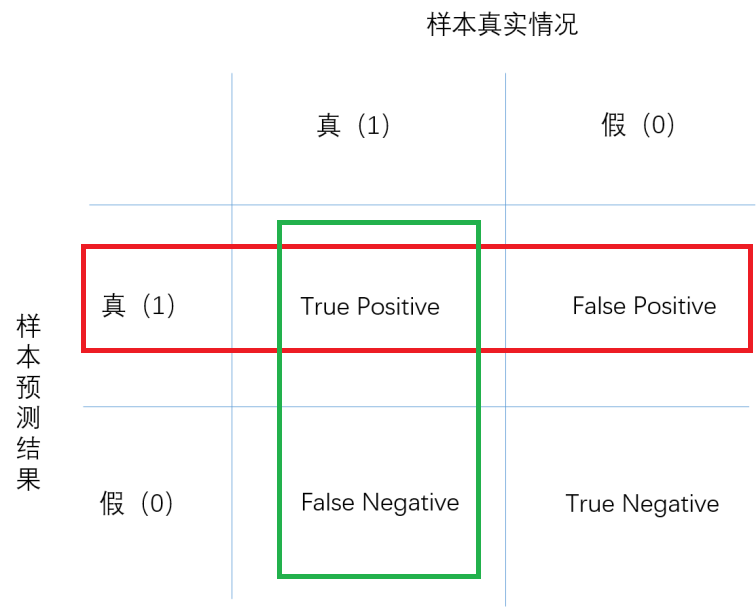 样本真实情况
真（1）
假（0）
样本预测结果
真（1）
True Positive
False Positive
假（0）
False Negative
True Negative